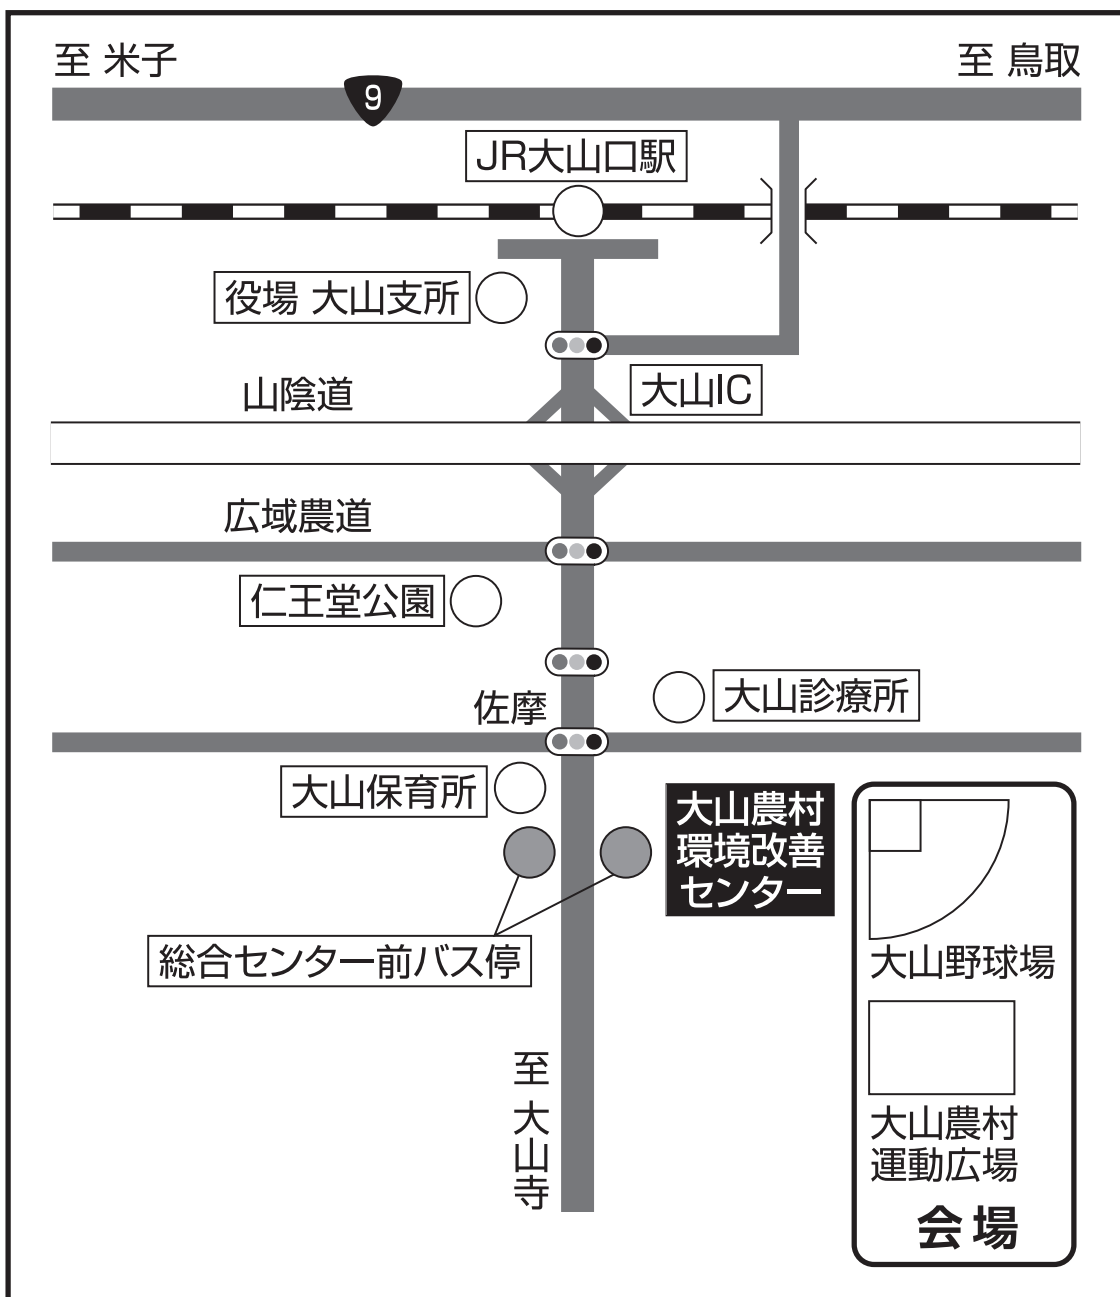 至 米子
至 鳥取
9
JR大山口駅
役場 大山支所
大山IC
山陰道
広域農道
仁王堂公園
大山診療所
佐摩
大山保育所
大山農村
環境改善
センター
総合センター前バス停
大山野球場
大山農村
運動広場
会場
至 大山寺